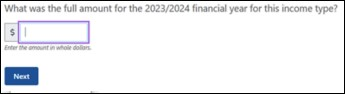 What was the full amount for the 2023/2024 financial year for this income type?
$
Enter the amount in whole dollars.
Next